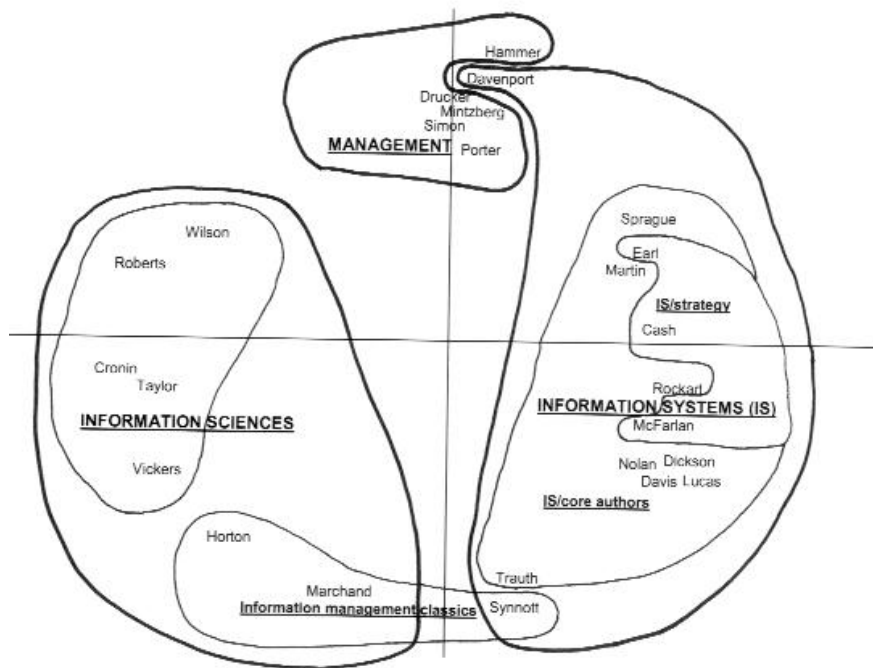 Hammer
Davenport
Drucker
Mintzberg
Simon
MANAGEMENT
Porter
Sprague
Wilson
Earl
Roberts
Martin
IS/strategy
Cash
Cronin
Taylor
Rockart
INFORMATION SYSTEMS (IS)
INFORMATION SCIENCES
McFarlan
Vickers
Nolan
Dickson
Davis
Lucas
IS/core authors
Horton
Trauth
Marchand
Information management classics
Synnott